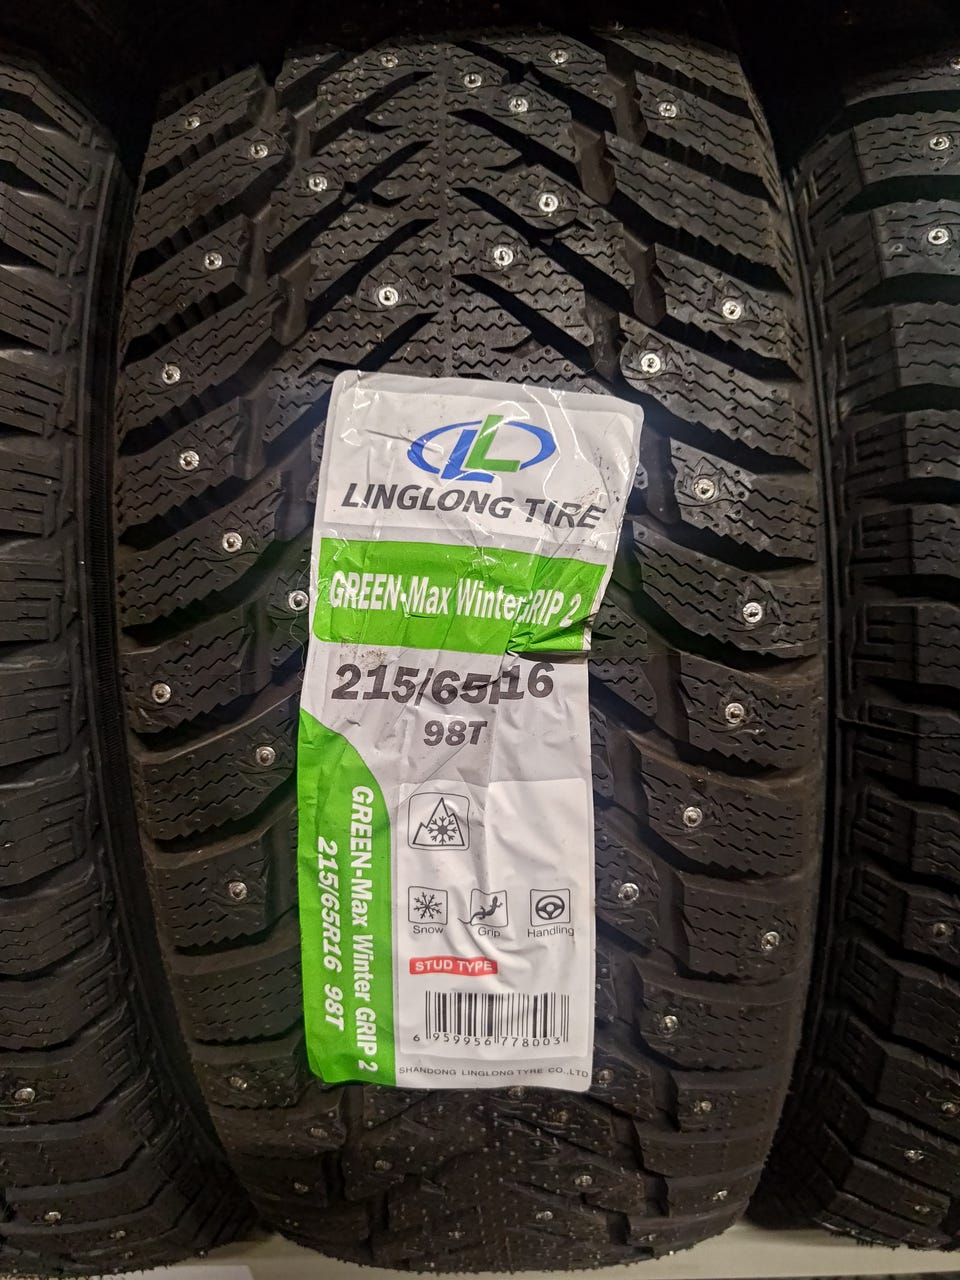 LINGLONG TIRE
GREEN-Max Winter GRIP 2
215/65R16
98T
GREEN-Max Winter GRIP 2
215/65R16 98T
Snow
Grip
Handling
STUD TYPE
6 959956 778003
SHANDONG LINGLONG TYRE CO.,LTD